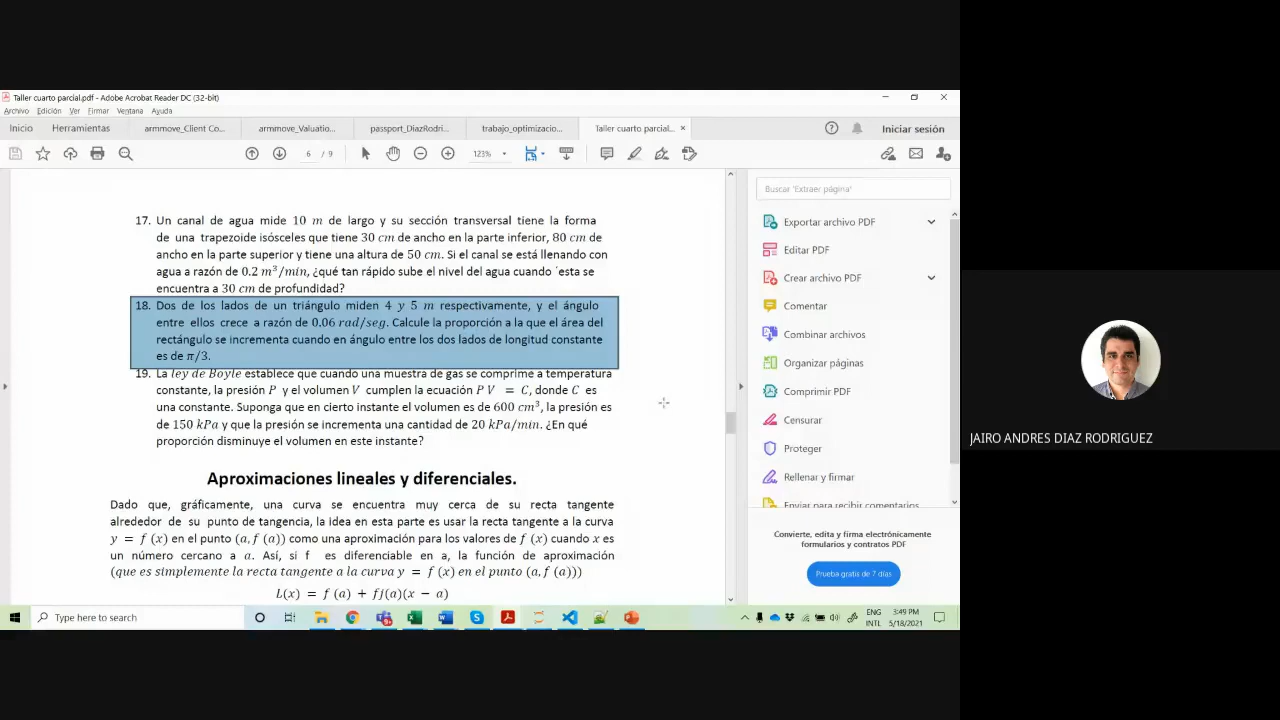 Taller cuarto parcial.pdf - Adobe Acrobat Reader DC (32-bit)
Archivo Edición Ver Firmar Ventana Ayuda
Inicio Herramientas armmove_Client Co... armmove_Valuatio... passport_DiazRodri... trabajo_optimizacio... Taller cuarto parcial... × Iniciar sesión
6 / 9 123%
17. Un canal de agua mide 10 m de largo y su sección transversal tiene la forma
de una trapezoide isósceles que tiene 30 cm de ancho en la parte inferior, 80 cm de
ancho en la parte superior y tiene una altura de 50 cm. Si el canal se está llenando con
agua a razón de 0.2 m³/min, ¿qué tan rápido sube el nivel del agua cuando ´esta se
encuentra a 30 cm de profundidad?
18. Dos de los lados de un triángulo miden 4 y 5 m respectivamente, y el ángulo
entre ellos crece a razón de 0.06 rad/seg. Calcule la proporción a la que el área del
rectángulo se incrementa cuando en ángulo entre los dos lados de longitud constante
es de π/3.
19. La ley de Boyle establece que cuando una muestra de gas se comprime a temperatura
constante, la presión P y el volumen V cumplen la ecuación P V = C, donde C es
una constante. Suponga que en cierto instante el volumen es de 600 cm³, la presión es
de 150 kPa y que la presión se incrementa una cantidad de 20 kPa/min. ¿En qué
proporción disminuye el volumen en este instante?
Aproximaciones lineales y diferenciales.
Dado que, gráficamente, una curva se encuentra muy cerca de su recta tangente
alrededor de su punto de tangencia, la idea en esta parte es usar la recta tangente a la curva
y = f (x) en el punto (a, f (a)) como una aproximación para los valores de f (x) cuando x es
un número cercano a a. Así, si f es diferenciable en a, la función de aproximación
(que es simplemente la recta tangente a la curva y = f (x) en el punto (a, f (a)))
L(x) = f (a) + fJ(a)(x − a)
Buscar 'Extraer página'
Exportar archivo PDF
Editar PDF
Crear archivo PDF
Comentar
Combinar archivos
Organizar páginas
Comprimir PDF
Censurar
Proteger
Rellenar y firmar
Enviar para recibir comentarios
Convierte, edita y firma electrónicamente
formularios y contratos PDF
Prueba gratis de 7 días
JAIRO ANDRES DIAZ RODRIGUEZ
Type here to search
ENG
INTL
3:49 PM
5/18/2021